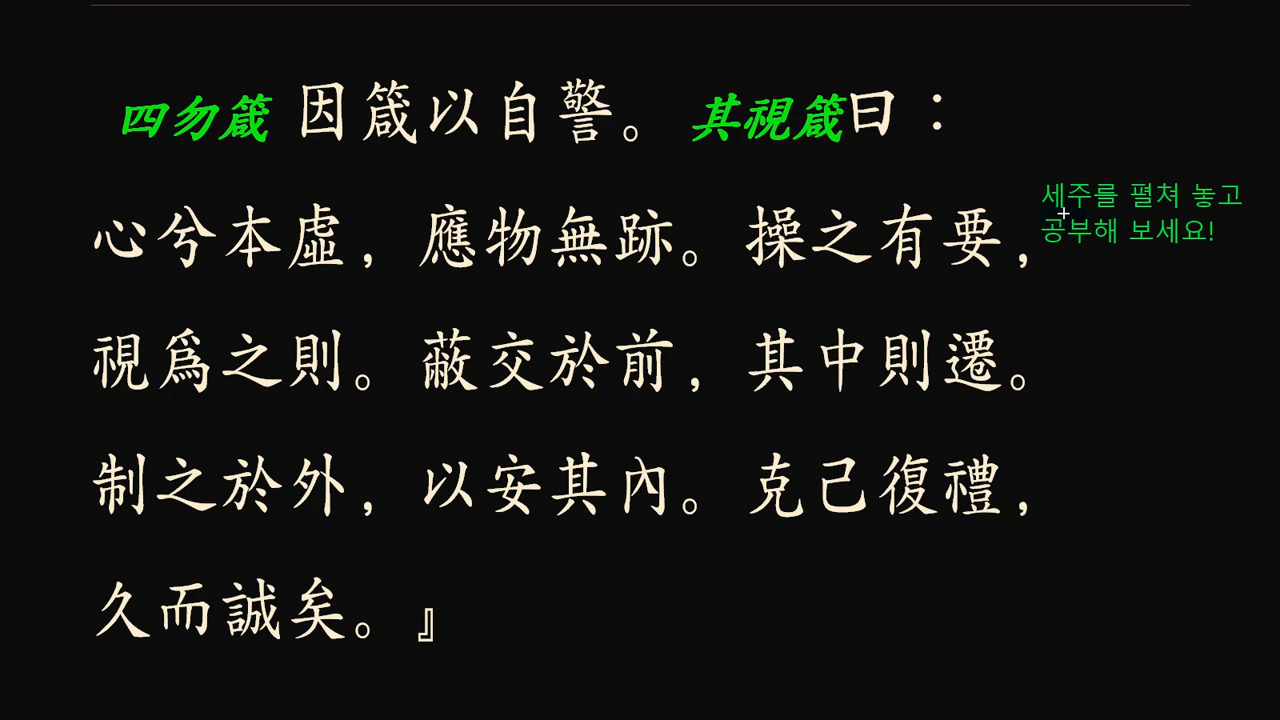 四勿箴 因箴以自警。 其視箴曰：
心兮本虛，應物無跡。操之有要，
세주를 펼쳐 놓고
공부해 보세요!
視爲之則。蔽交於前，其中則遷。
制之於外，以安其內。克己復禮，
久而誠矣。』